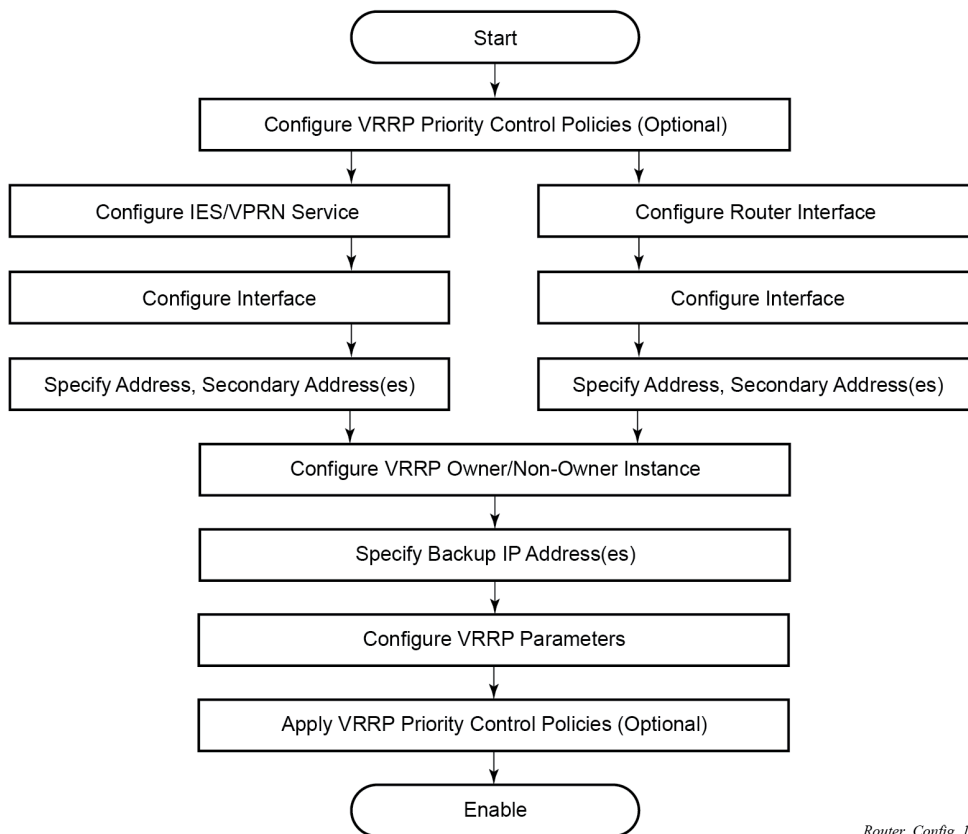 Start
Configure VRRP Priority Control Policies (Optional)
Configure IES/VPRN Service
Configure Router Interface
Configure Interface
Configure Interface
Specify Address, Secondary Address(es)
Specify Address, Secondary Address(es)
Configure VRRP Owner/Non-Owner Instance
Specify Backup IP Address(es)
Configure VRRP Parameters
Apply VRRP Priority Control Policies (Optional)
Enable
Router_Config_1